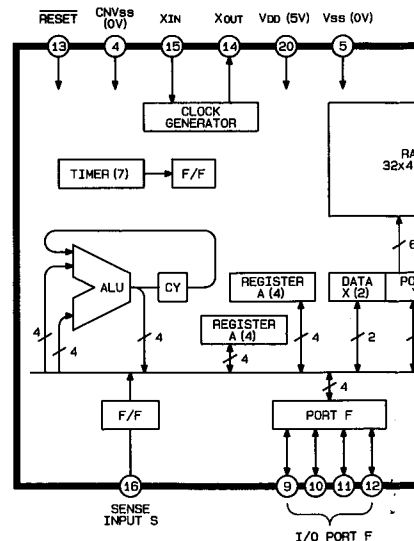 RESET CNVss (0V) XIN XOUT VDD (5V) Vss (0V)
13 4 15 14 20 5
CLOCK
GENERATOR
RA
32x4
TIMER (7) F/F
6
ALU CY
REGISTER
A (4)
DATA
X (2)
PO
REGISTER
A (4)
4 4 4 4 4 2
4
F/F PORT F
16 9 10 11 12
SENSE
INPUT S
I/O PORT F